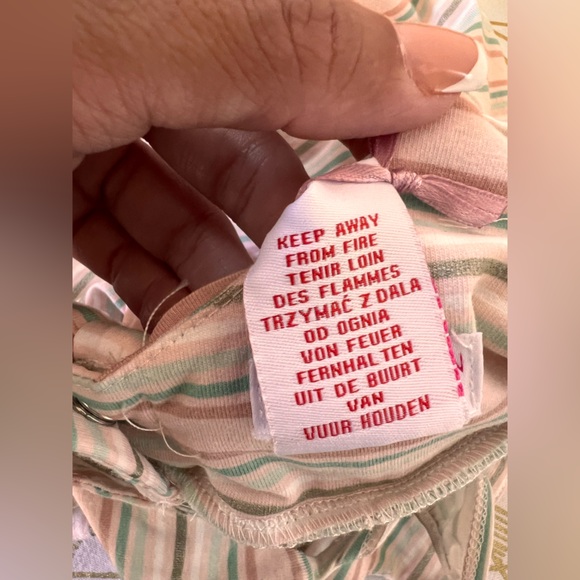 KEEP AWAY
FROM FIRE
TENIR LOIN
DES FLAMMES
TRZYMAĆ Z DALA
OD OGNIA
VON FEUER
FERNHALTEN
UIT DE BUURT
VAN
VUUR HOUDEN